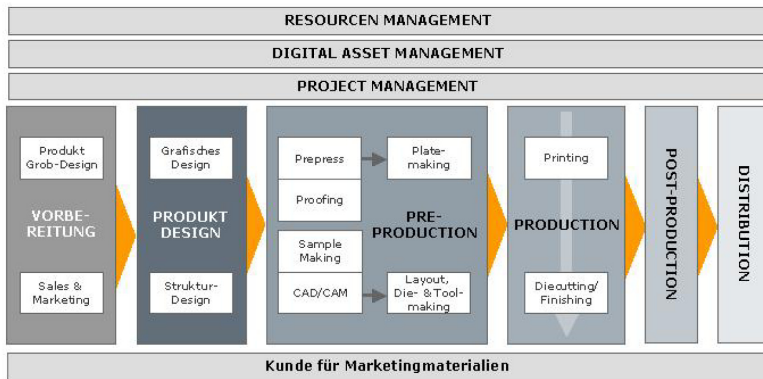 RESOURCEN MANAGEMENT
DIGITAL ASSET MANAGEMENT
PROJECT MANAGEMENT
Produkt
Grob-Design
VORBE-
REITUNG
Sales &
Marketing
Grafisches
Design
PRODUKT
DESIGN
Struktur-
Design
Prepress
Proofing
Sample
Making
CAD/CAM
Plate-
making
PRE-
PRODUCTION
Layout,
Die- & Tool-
making
Printing
PRODUCTION
Diecutting/
Finishing
POST-PRODUCTION
DISTRIBUTION
Kunde für Marketingmaterialien